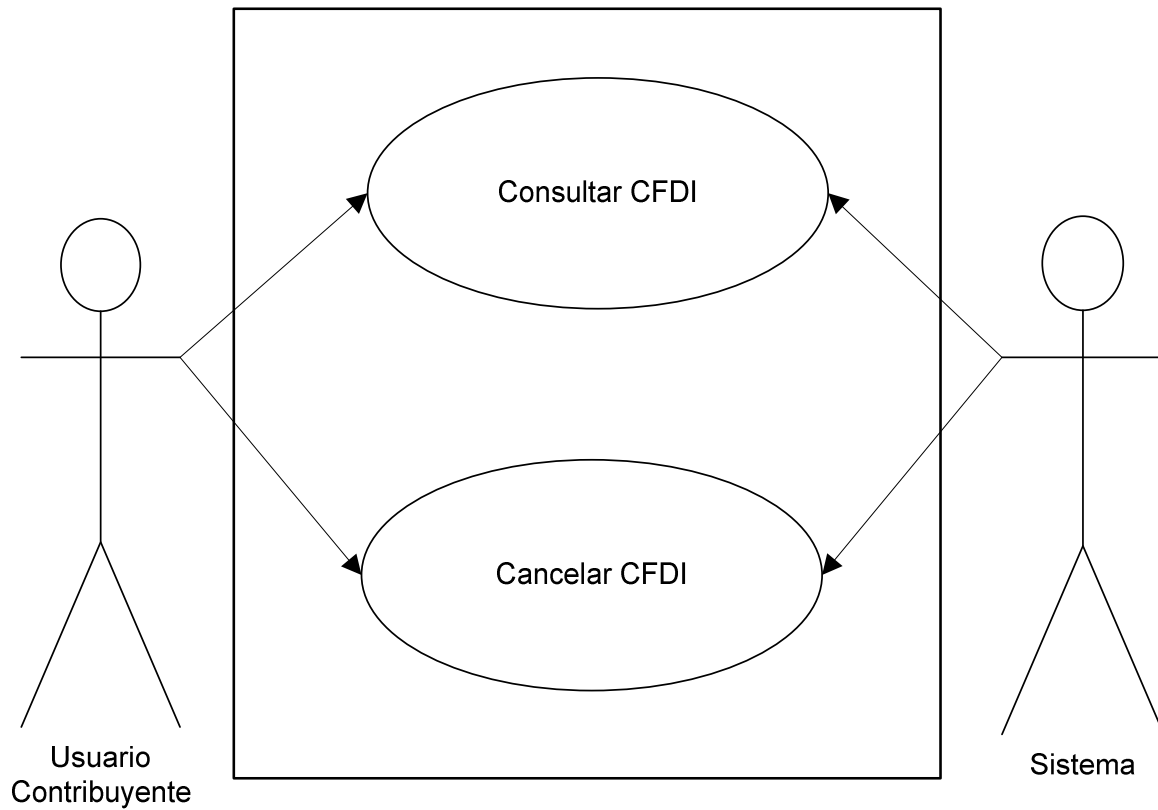 Consultar CFDI
Cancelar CFDI
Usuario
Contribuyente
Sistema